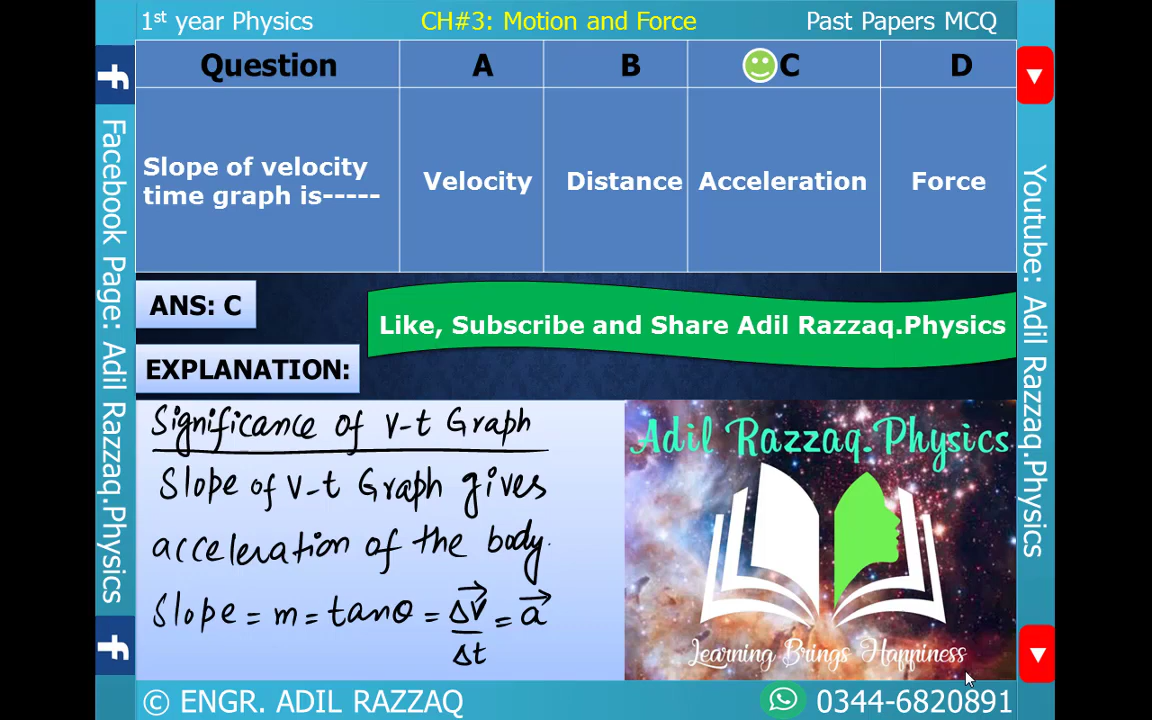 1st year Physics CH#3: Motion and Force Past Papers MCQ
Question A B C D
Slope of velocity
time graph is-----
Velocity Distance Acceleration Force
ANS: C
Like, Subscribe and Share Adil Razzaq.Physics
EXPLANATION:
Significance of V-t Graph
Slope of V-t Graph gives
acceleration of the body.
Slope = m = tanθ = Δv⃗/Δt = a⃗
Adil Razzaq.Physics
Learning Brings Happiness
Facebook Page: Adil Razzaq.Physics
Youtube: Adil Razzaq.Physics
© ENGR. ADIL RAZZAQ 0344-6820891